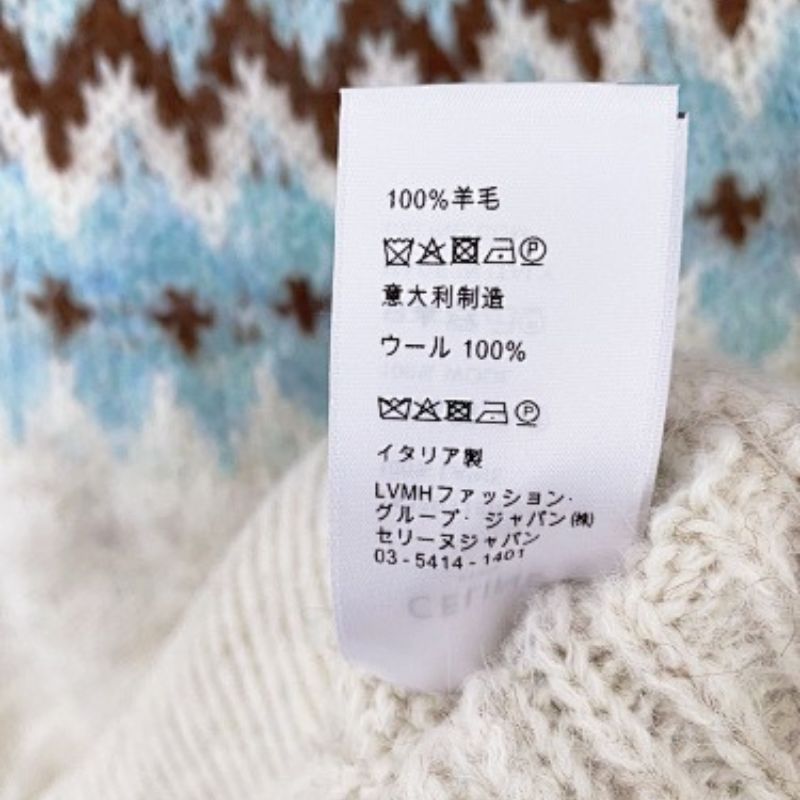 100%羊毛
意大利制造
ウール 100%
イタリア製
LVMHファッション·
グループ· ジャパン㈱
セリーヌジャパン
03-5414-1401
CELINE